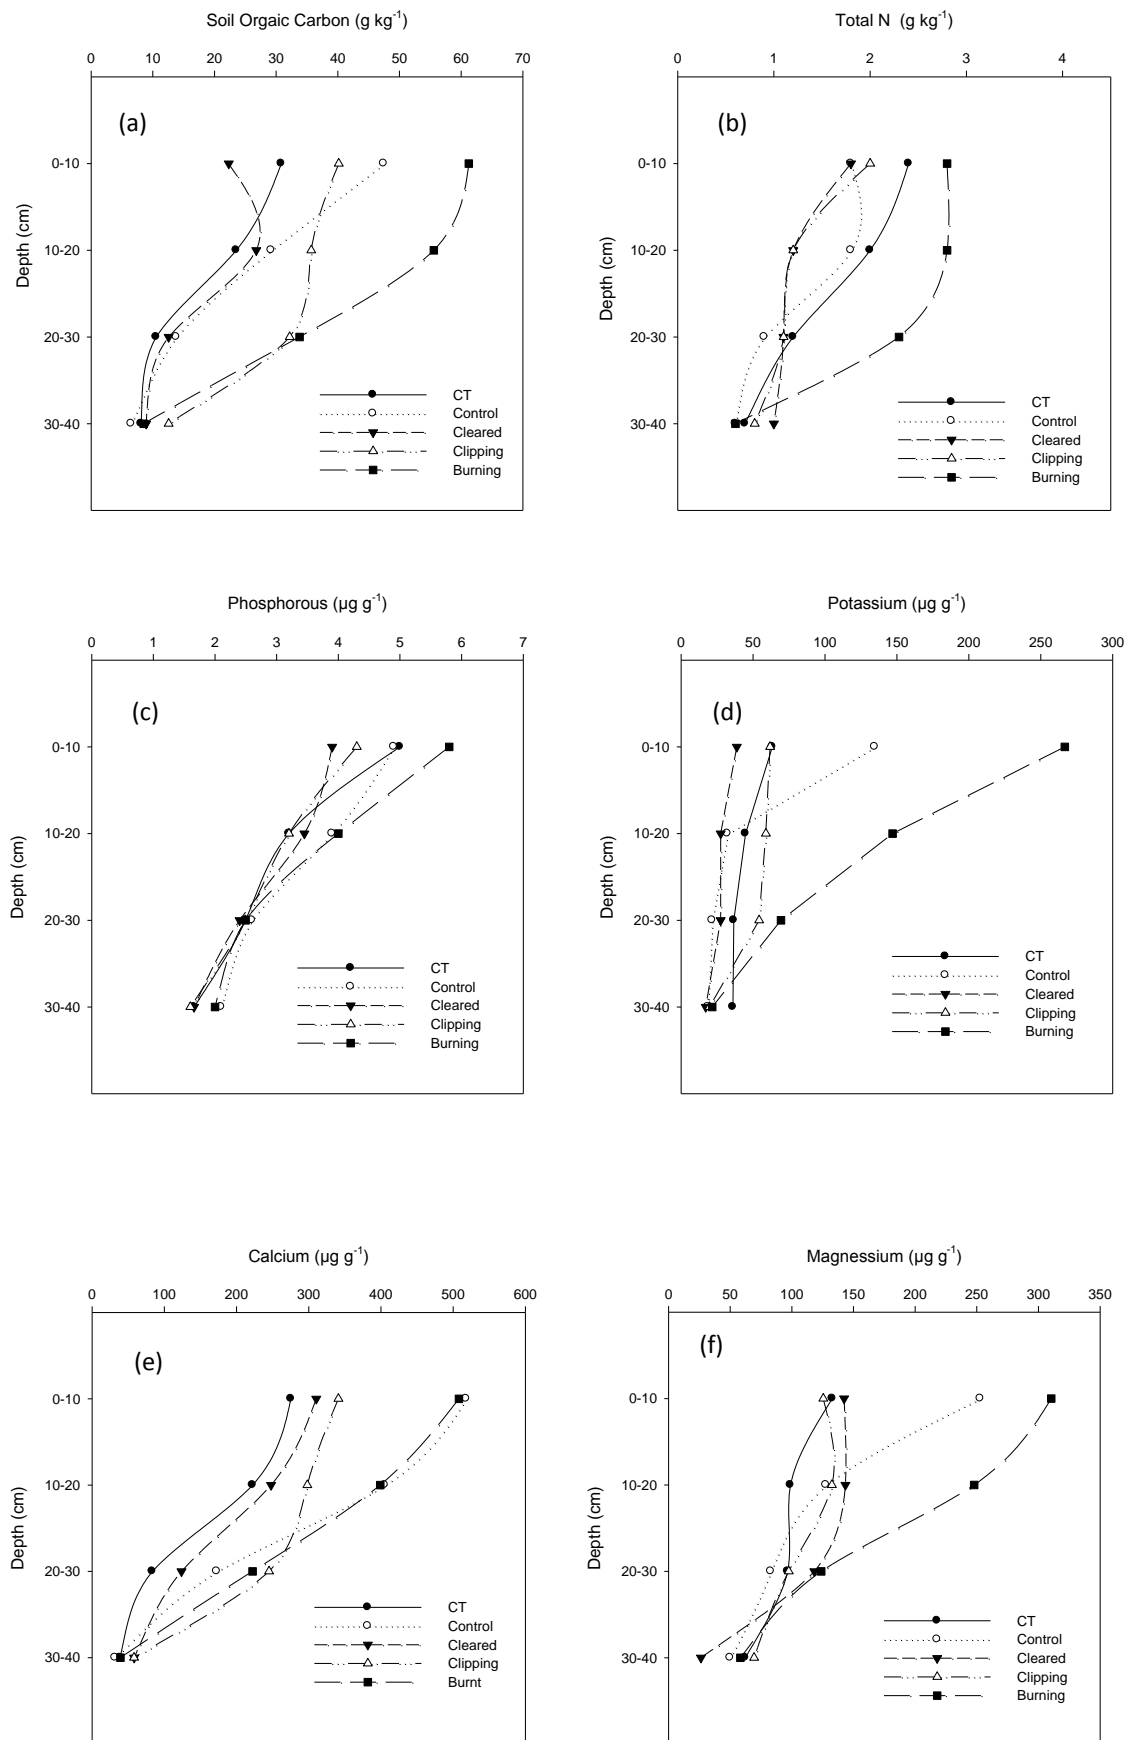 Soil Orgaic Carbon (g kg-1)
0 10 20 30 40 50 60 70
(a)
Depth (cm)
0-10
10-20
20-30
30-40
CT
Control
Cleared
Clipping
Burning
Total N (g kg-1)
0 1 2 3 4
(b)
Depth (cm)
0-10
10-20
20-30
30-40
CT
Control
Cleared
Clipping
Burning
Phosphorous (µg g-1)
0 1 2 3 4 5 6 7
(c)
Depth (cm)
0-10
10-20
20-30
30-40
CT
Control
Cleared
Clipping
Burning
Potassium (µg g-1)
0 50 100 150 200 250 300
(d)
Depth (cm)
0-10
10-20
20-30
30-40
CT
Control
Cleared
Clipping
Burning
Calcium (µg g-1)
0 100 200 300 400 500 600
(e)
Depth (cm)
0-10
10-20
20-30
30-40
CT
Control
Cleared
Clipping
Burnt
Magnessium (µg g-1)
0 50 100 150 200 250 300 350
(f)
Depth (cm)
0-10
10-20
20-30
30-40
CT
Control
Cleared
Clipping
Burning